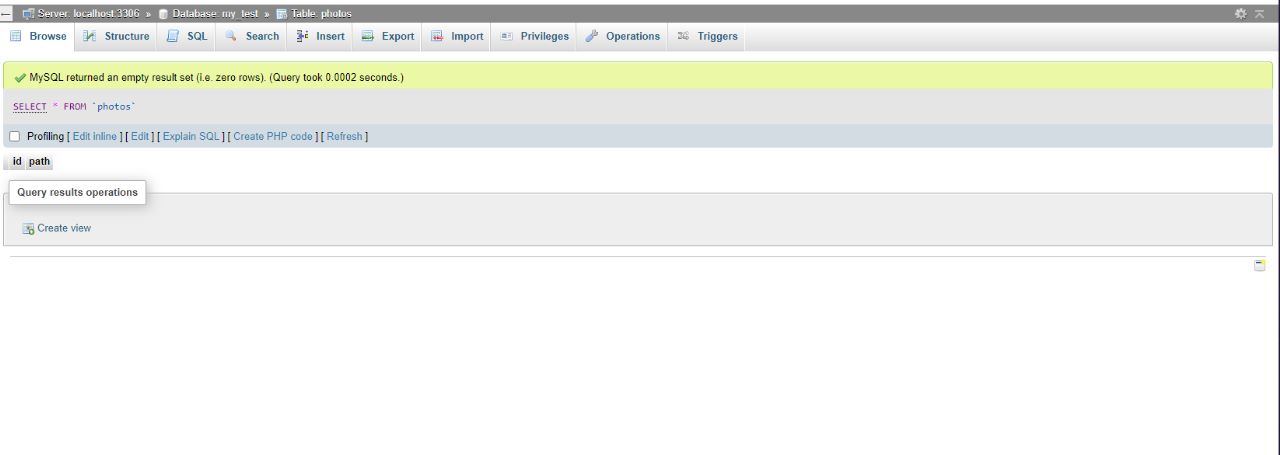 Server: localhost:3306 » Database: my_test » Table: photos
Browse Structure SQL Search Insert Export Import Privileges Operations Triggers
MySQL returned an empty result set (i.e. zero rows). (Query took 0.0002 seconds.)
SELECT * FROM `photos`
Profiling [ Edit inline ] [ Edit ] [ Explain SQL ] [ Create PHP code ] [ Refresh ]
id path
Query results operations
Create view